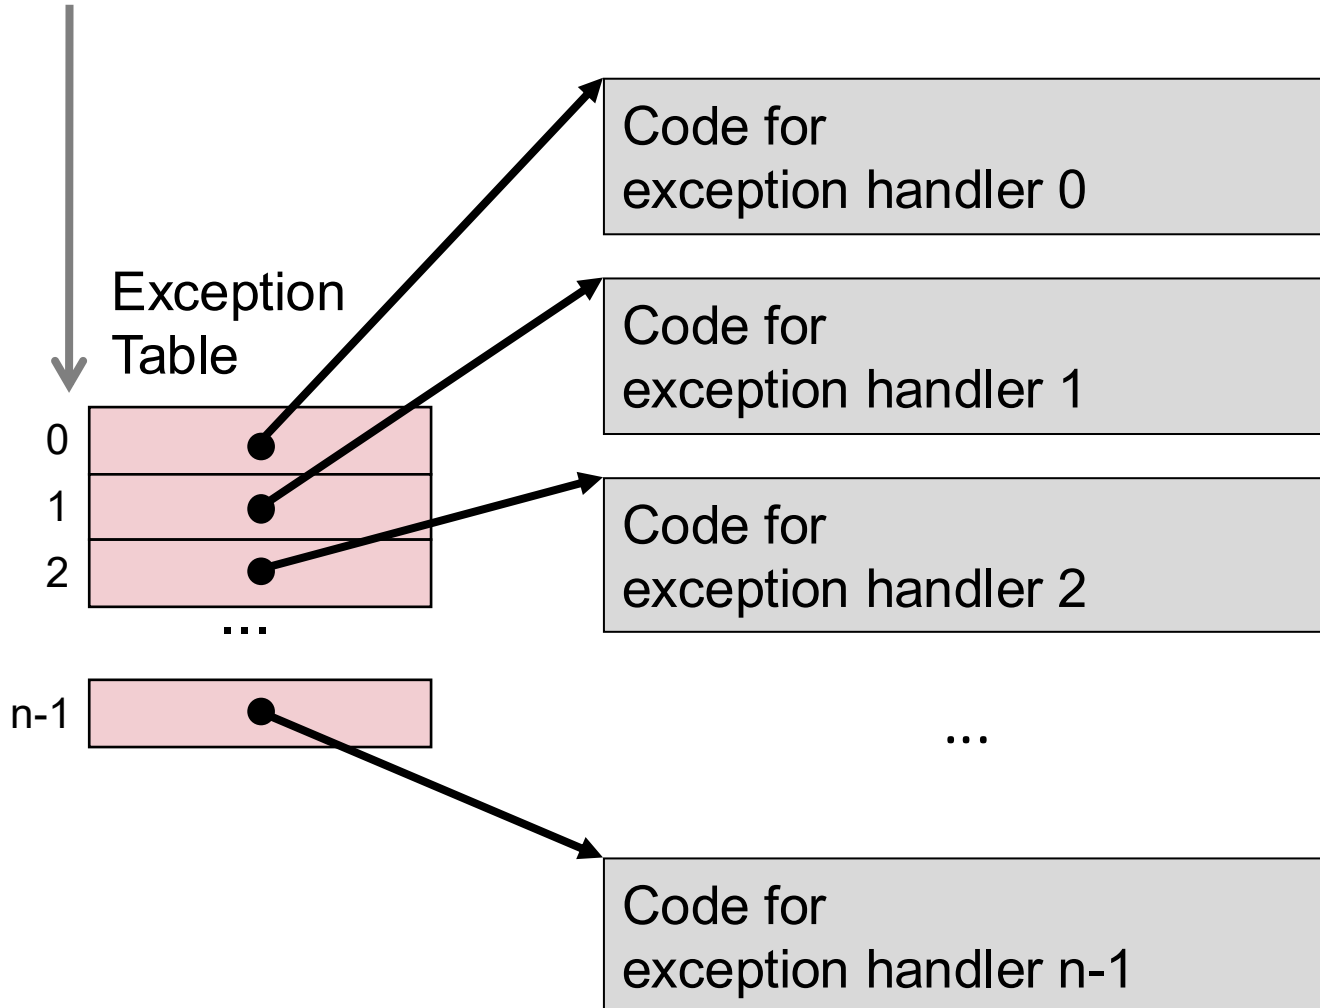 Code for
exception handler 0
Exception
Table
Code for
exception handler 1
0
1
2
...
Code for
exception handler 2
n-1
...
Code for
exception handler n-1